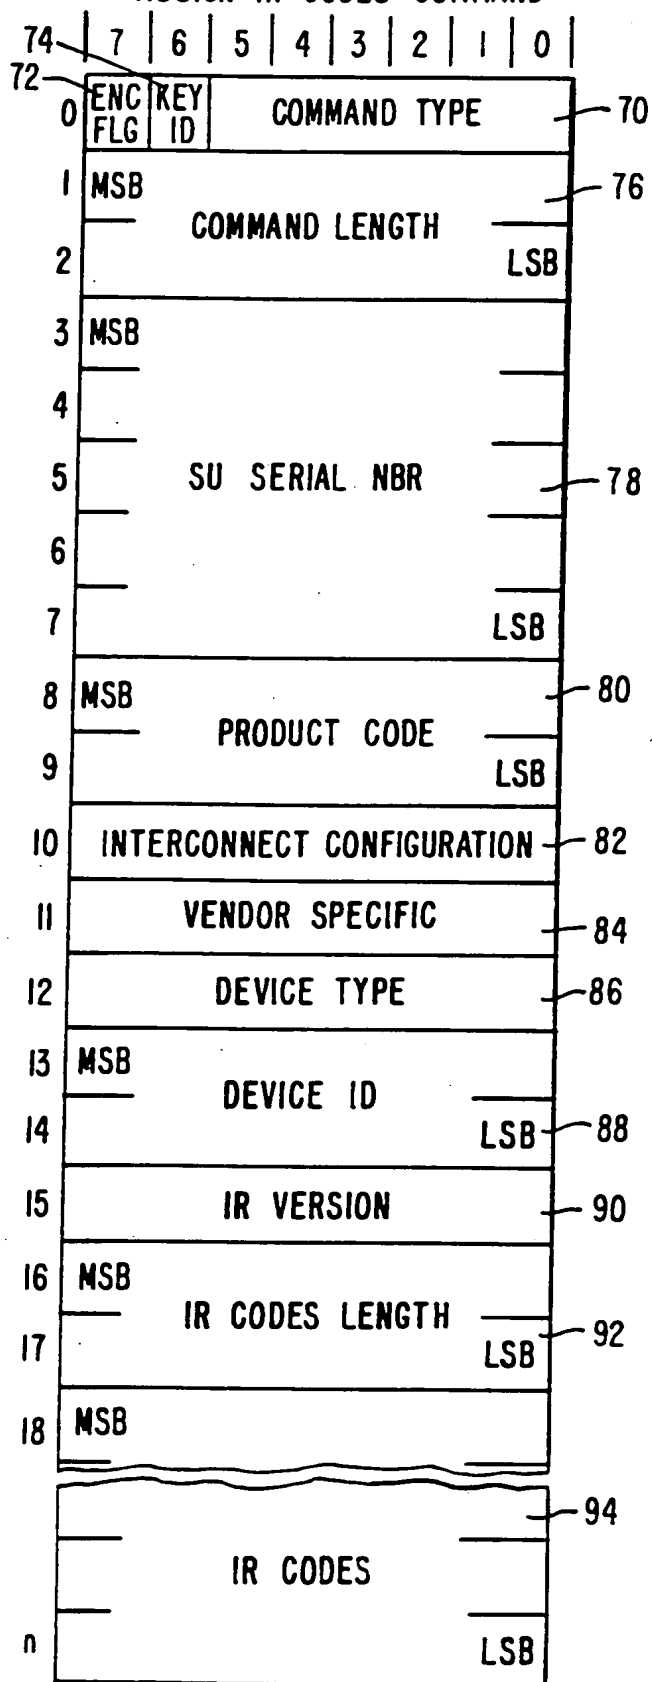 74 | 7 | 6 | 5 | 4 | 3 | 2 | 1 | 0 |
72 ENC KEY
0 FLG ID COMMAND TYPE 70
1 MSB 76
COMMAND LENGTH
2 LSB
3 MSB
4
5 SU SERIAL NBR 78
6
7 LSB
8 MSB 80
PRODUCT CODE
9 LSB
10 INTERCONNECT CONFIGURATION 82
11 VENDOR SPECIFIC 84
12 DEVICE TYPE 86
13 MSB
DEVICE ID
14 LSB 88
15 IR VERSION 90
16 MSB
IR CODES LENGTH 92
17 LSB
18 MSB
94
IR CODES
n LSB